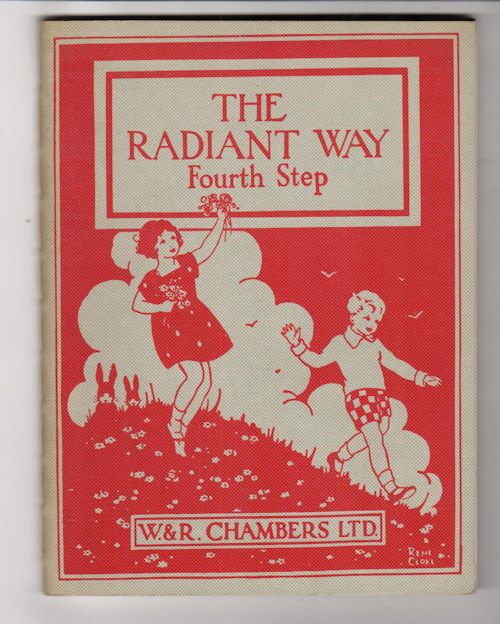 THE
RADIANT WAY
Fourth Step
W&R. CHAMBERS LTD.
RENE
CLOKE